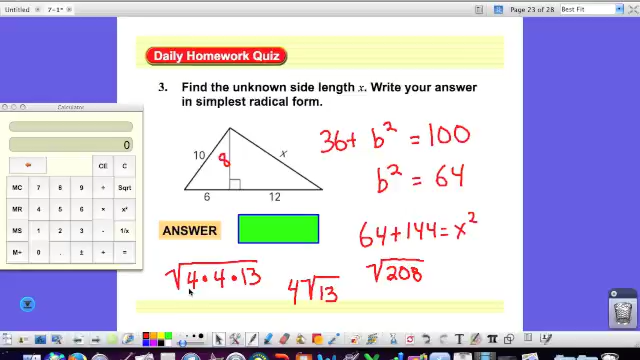 Untitled
7-1*
Page 23 of 28
Best Fit
Daily Homework Quiz
3. Find the unknown side length x. Write your answer
in simplest radical form.
Calculator
0
CE C
MC 7 8 9 ÷ Sqrt
MR 4 5 6 × x²
MS 1 2 3 - 1/x
M+ 0 . ± + =
10
8
x
6
12
36 + b² = 100
b² = 64
ANSWER
64 + 144 = x²
√4·4·13
4√13
√208